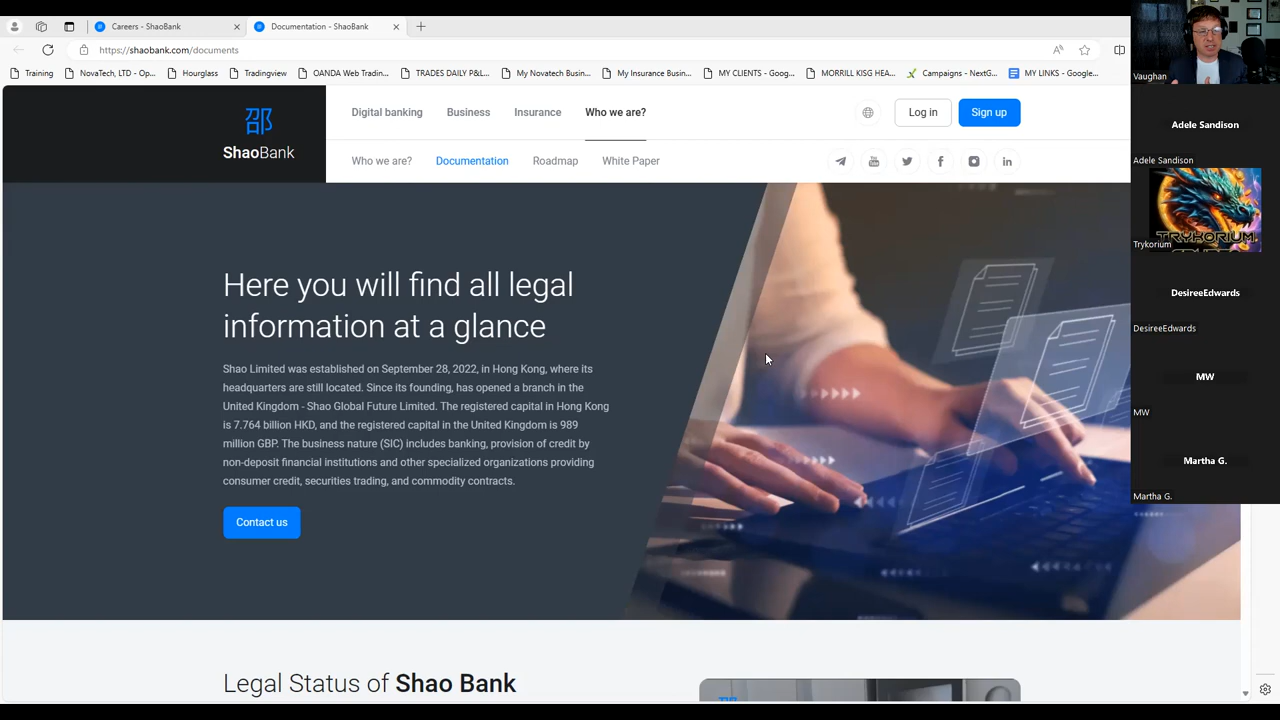 Careers - ShaoBank
Documentation - ShaoBank
https://shaobank.com/documents
Training
NovaTech, LTD - Op...
Hourglass
Tradingview
OANDA Web Tradin...
TRADES DAILY P&L...
My Novatech Busin...
My Insurance Busin...
MY CLIENTS - Goog...
MORRILL KISG HEA...
Campaigns - NextG...
MY LINKS - Google...
邵
ShaoBank
Digital banking
Business
Insurance
Who we are?
Log in
Sign up
Who we are?
Documentation
Roadmap
White Paper
Here you will find all legal
information at a glance
Shao Limited was established on September 28, 2022, in Hong Kong, where its
headquarters are still located. Since its founding, has opened a branch in the
United Kingdom - Shao Global Future Limited. The registered capital in Hong Kong
is 7.764 billion HKD, and the registered capital in the United Kingdom is 989
million GBP. The business nature (SIC) includes banking, provision of credit by
non-deposit financial institutions and other specialized organizations providing
consumer credit, securities trading, and commodity contracts.
Contact us
Legal Status of Shao Bank
Vaughan
Adele Sandison
Adele Sandison
TRYKORIUM
Trykorium
DesireeEdwards
DesireeEdwards
MW
MW
Martha G.
Martha G.